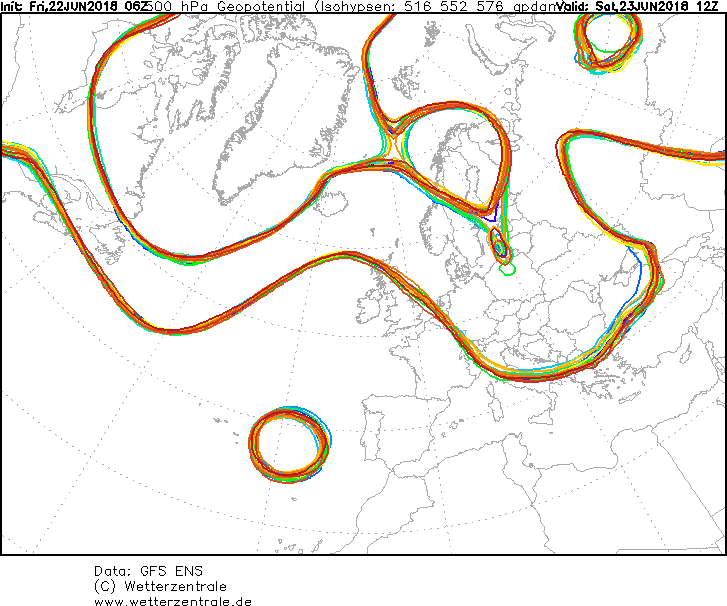 Init: Fri,22JUN2018 06Z 500 hPa Geopotential (Isohypsen: 516 552 576 gpdam) Valid: Sat,23JUN2018 12Z
Data: GFS ENS
(C) Wetterzentrale
www.wetterzentrale.de